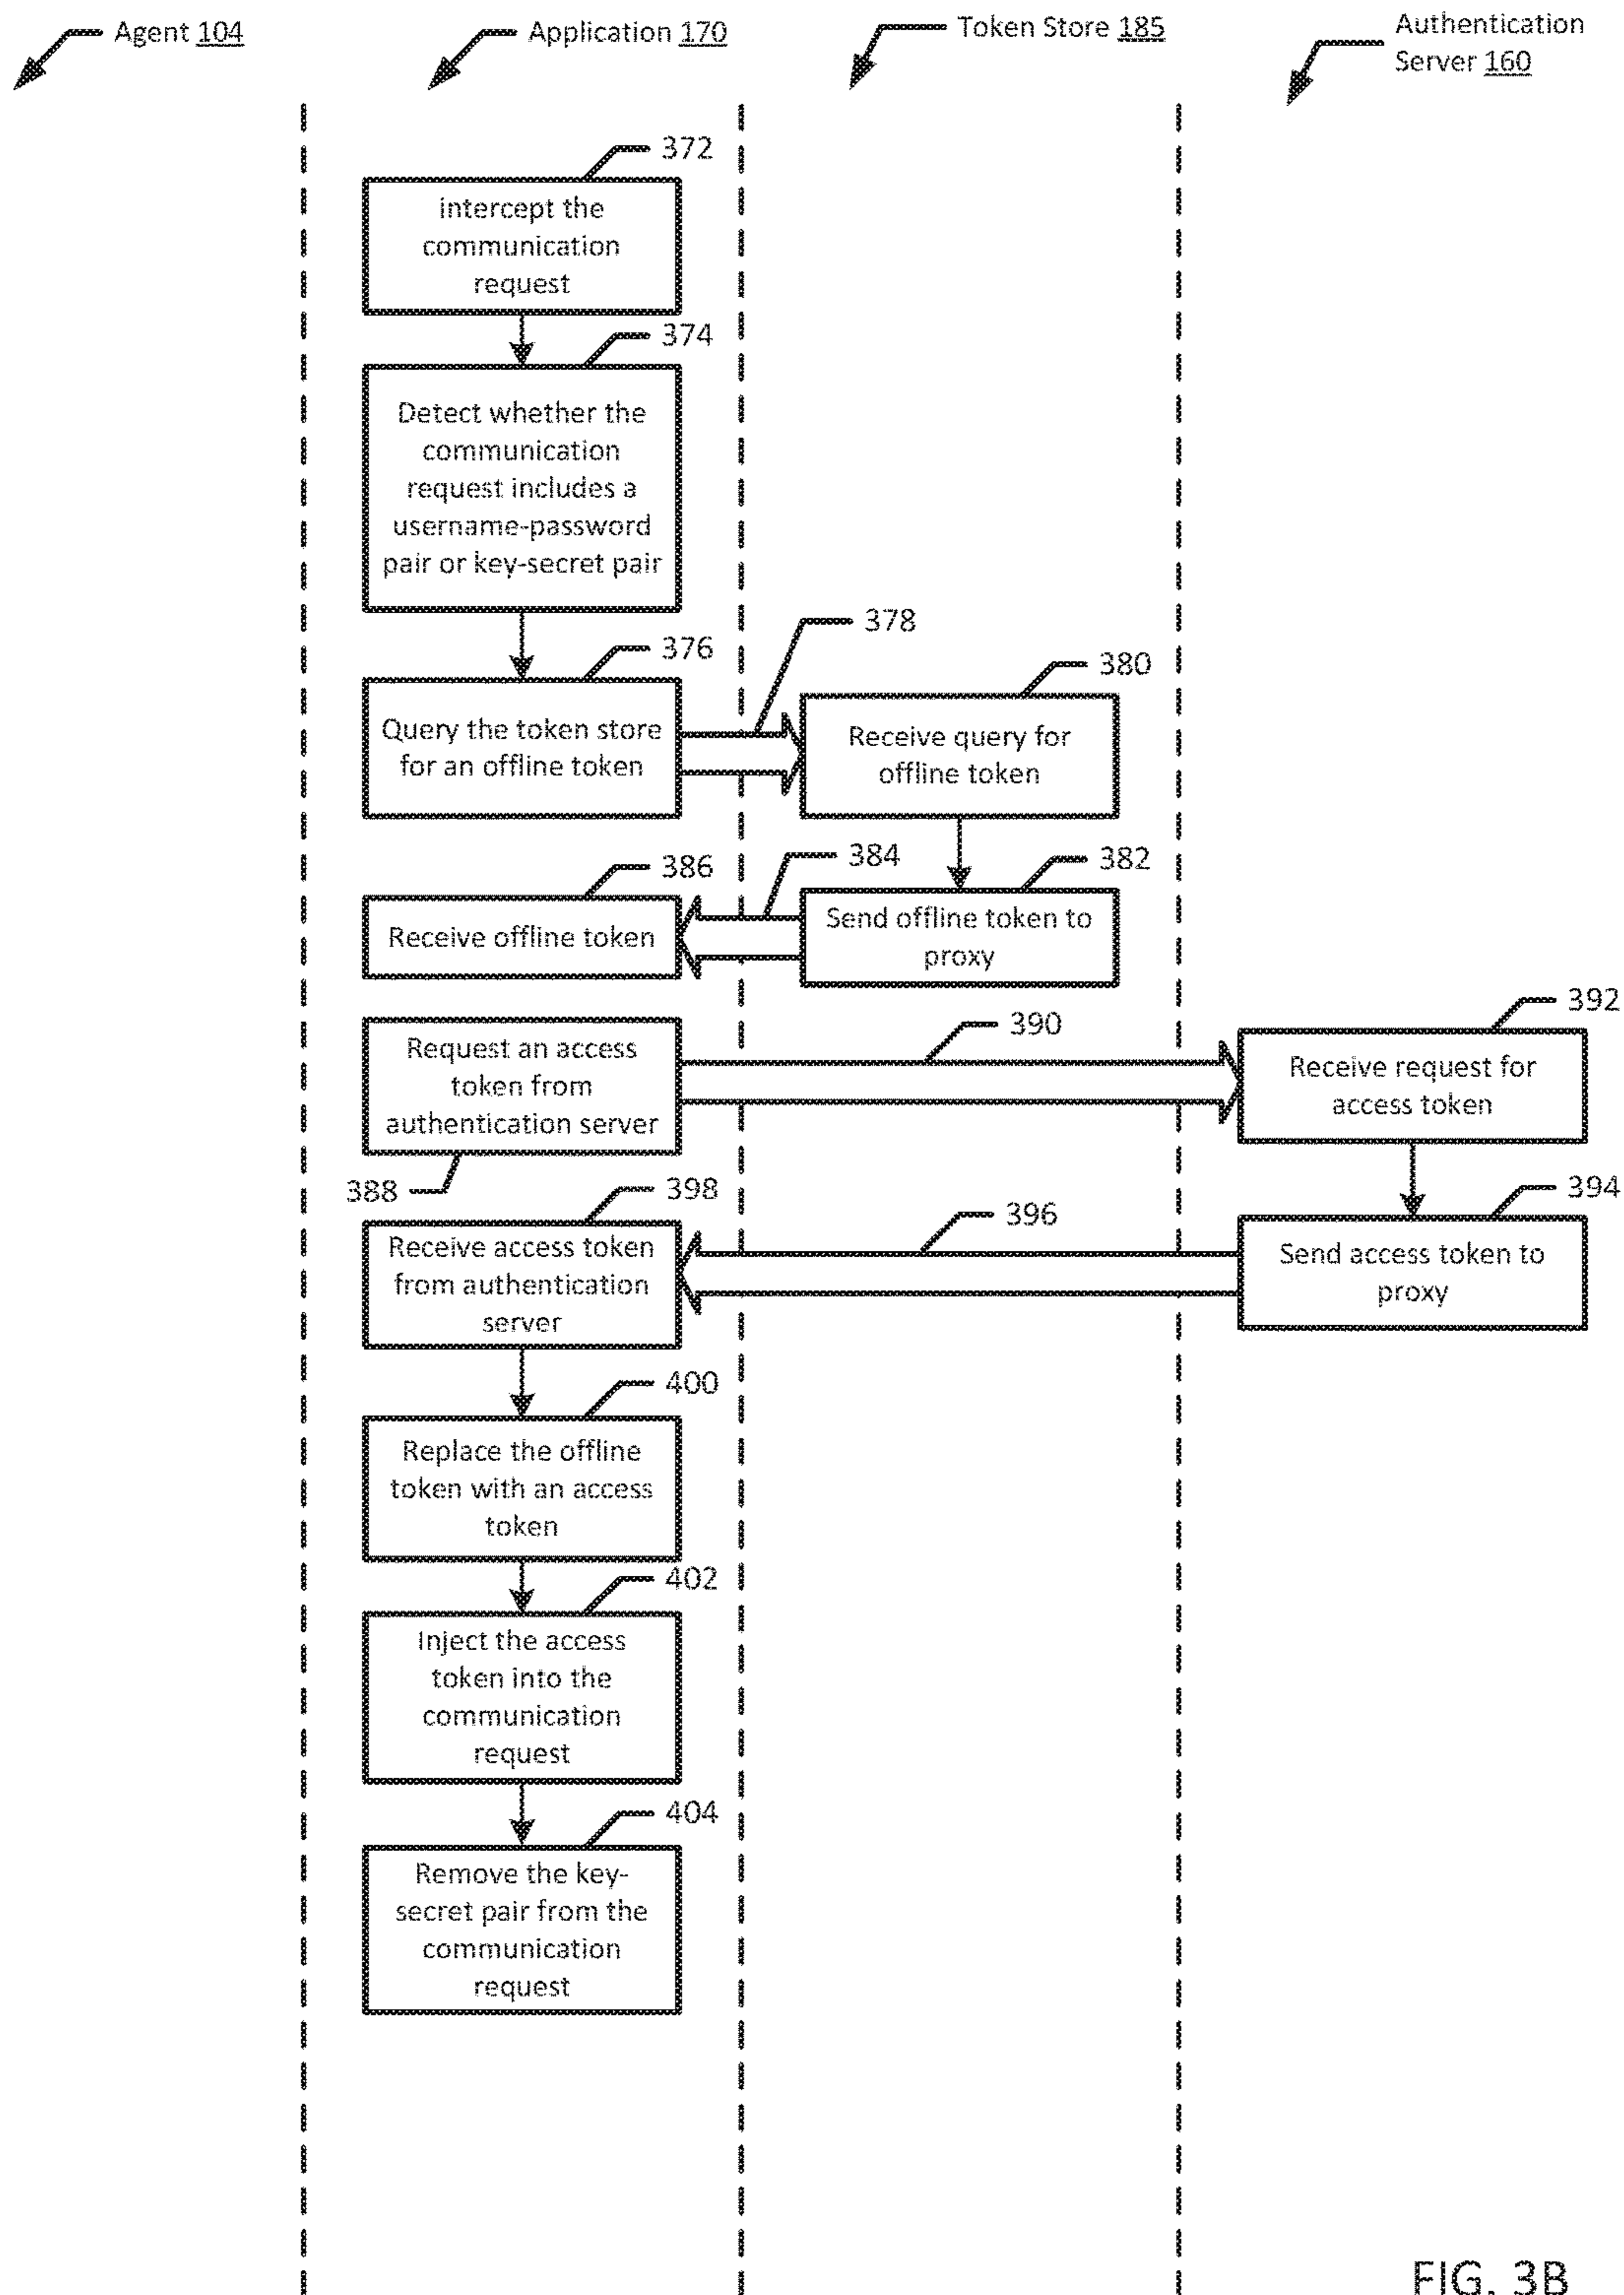 Agent 104
Application 170
Token Store 185
Authentication
Server 160
372
intercept the
communication
request
374
Detect whether the
communication
request includes a
username-password
pair or key-secret pair
376
Query the token store
for an offline token
378
380
Receive query for
offline token
382
Send offline token to
proxy
384
386
Receive offline token
Request an access
token from
authentication server
388
390
392
Receive request for
access token
394
Send access token to
proxy
396
398
Receive access token
from authentication
server
400
Replace the offline
token with an access
token
402
Inject the access
token into the
communication
request
404
Remove the key-
secret pair from the
communication
request
FIG. 3B